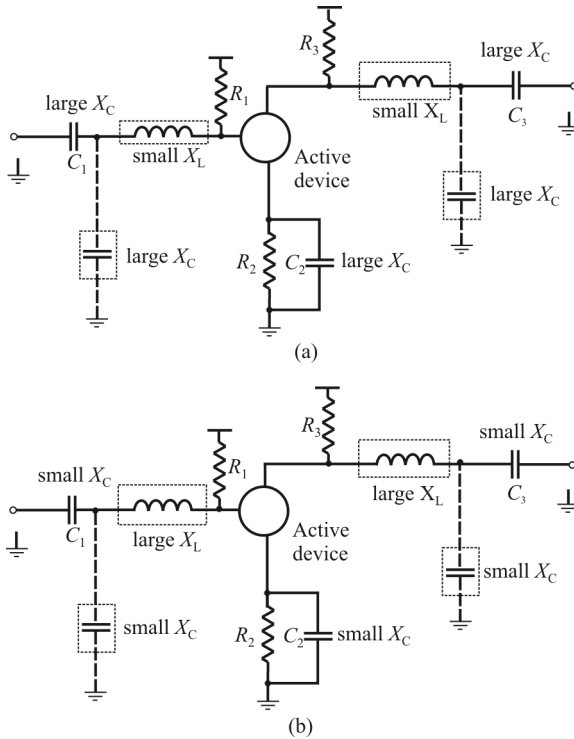 R3
large XC
large XC
R1
small XL
C3
large XC
C1
small XL
Active
device
large XC
R2
C2
large XC
(a)
R3
small XC
small XC
R1
large XL
C3
small XC
C1
large XL
Active
device
small XC
R2
C2
small XC
(b)